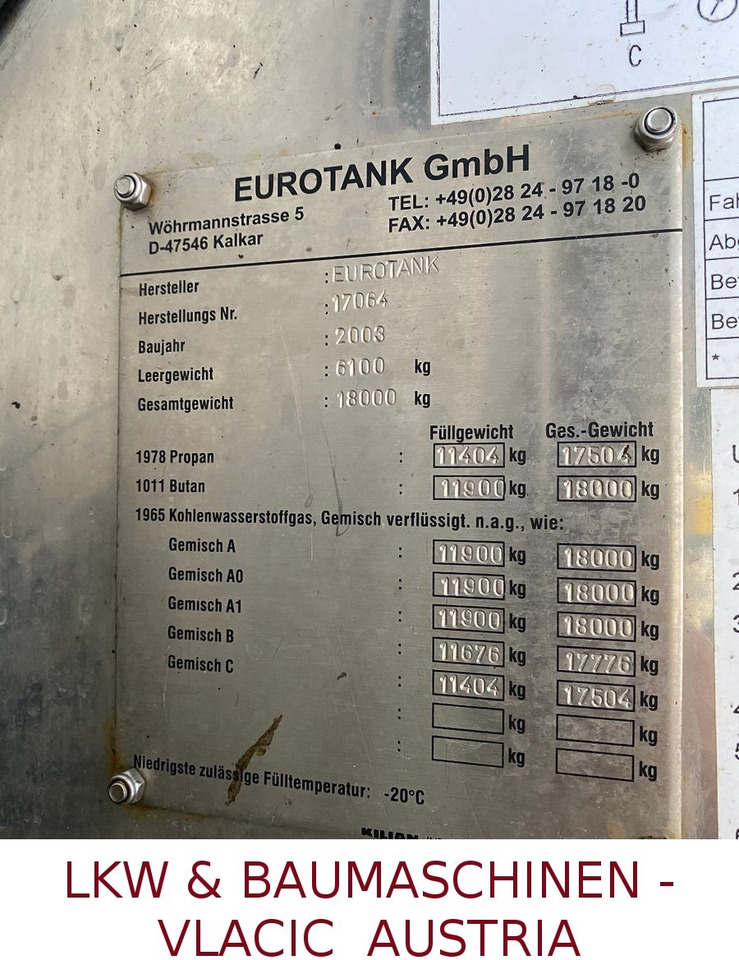 C
EUROTANK GmbH
Wöhrmannstrasse 5
D-47546 Kalkar
TEL: +49(0)28 24 - 97 18 -0
FAX: +49(0)28 24 - 97 18 20
Hersteller : EUROTANK
Herstellungs Nr. : 17064
Baujahr : 2003
Leergewicht : 6100 kg
Gesamtgewicht : 18000 kg
Füllgewicht Ges.-Gewicht
1978 Propan : 11404 kg 17504 kg
1011 Butan : 11900 kg 18000 kg
1965 Kohlenwasserstoffgas, Gemisch verflüssigt. n.a.g., wie:
Gemisch A : 11900 kg 18000 kg
Gemisch A0 : 11900 kg 18000 kg
Gemisch A1 : 11900 kg 18000 kg
Gemisch B : 11676 kg 17776 kg
Gemisch C : 11404 kg 17504 kg
: kg kg
: kg kg
Niedrigste zulässige Fülltemperatur: -20°C
Fah
Abg
Be
Be
*
LKW & BAUMASCHINEN -
VLACIC AUSTRIA